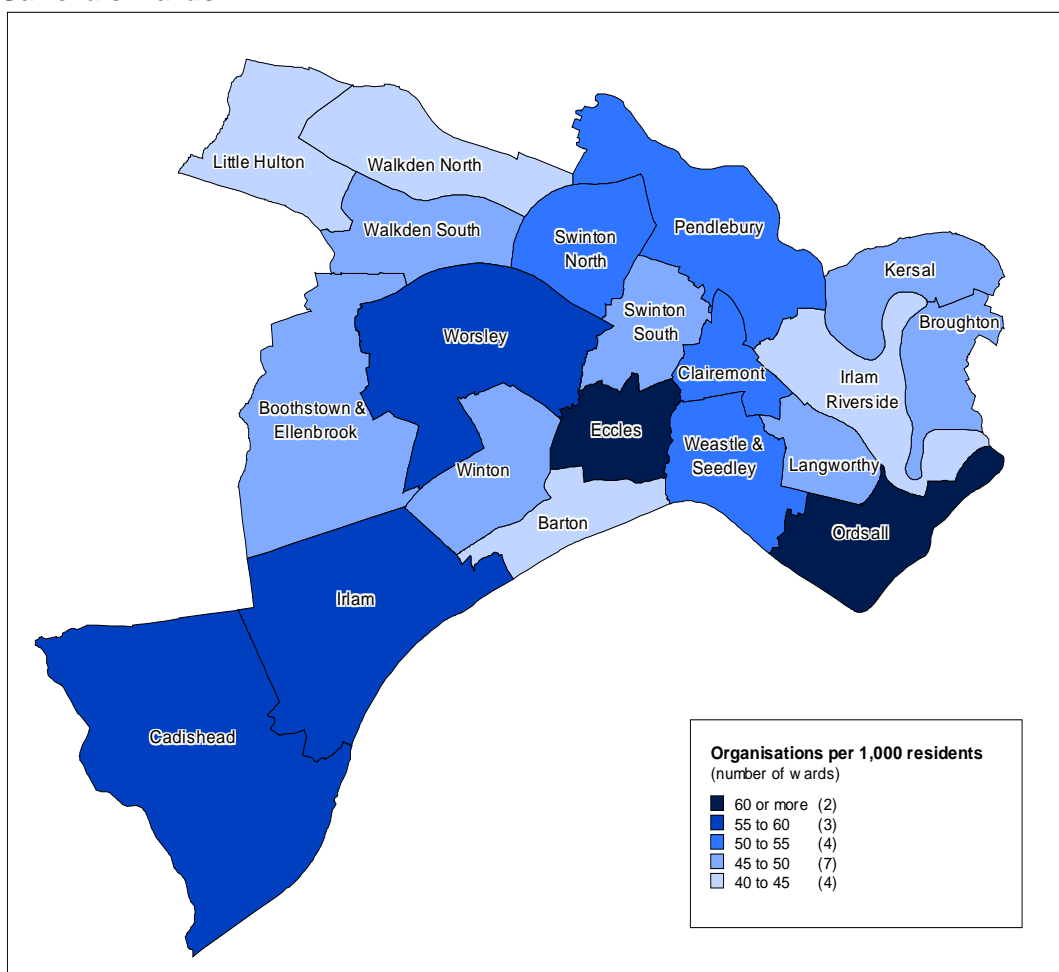 Little Hulton
Walkden North
Walkden South
Swinton
North
Pendlebury
Kersal
Broughton
Swinton
South
Worsley
Clairemont
Irlam
Riverside
Boothstown &
Ellenbrook
Eccles
Weastle &
Seedley
Langworthy
Winton
Barton
Ordsall
Irlam
Cadishead
Organisations per 1,000 residents
(number of wards)
60 or more (2)
55 to 60 (3)
50 to 55 (4)
45 to 50 (7)
40 to 45 (4)